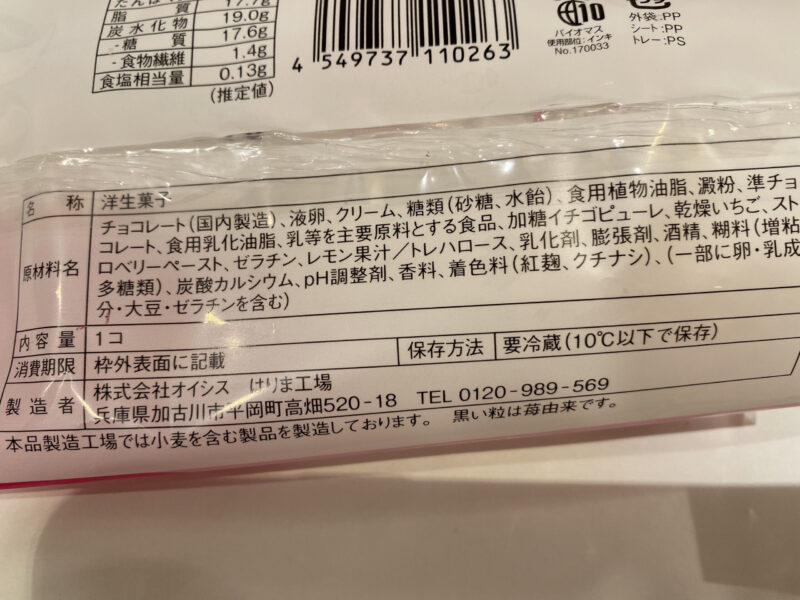 たんぱ 17.7g
脂 質 19.0g
炭水化物 17.6g
-糖 質
-食物繊維 1.4g
食塩相当量 0.13g
(推定値)
4 549737 110263
10
バイオマス
使用部位:インキ
No.170033
外袋:PP
シート:PP
トレー:PS
名 称 洋生菓子
原材料名 チョコレート(国内製造)、液卵、クリーム、糖類(砂糖、水飴)、食用植物油脂、澱粉、準チョ
コレート、食用乳化油脂、乳等を主要原料とする食品、加糖イチゴピューレ、乾燥いちご、スト
ロベリーペースト、ゼラチン、レモン果汁/トレハロース、乳化剤、膨張剤、酒精、糊料(増粘
多糖類)、炭酸カルシウム、pH調整剤、香料、着色料(紅麹、クチナシ)、(一部に卵・乳成
分・大豆・ゼラチンを含む)
内容量 1コ
消費期限 枠外表面に記載 保存方法 要冷蔵(10℃以下で保存)
製造者 株式会社オイシス はりま工場
兵庫県加古川市平岡町高畑520-18 TEL 0120-989-569
本品製造工場では小麦を含む製品を製造しております。 黒い粒は苺由来です。